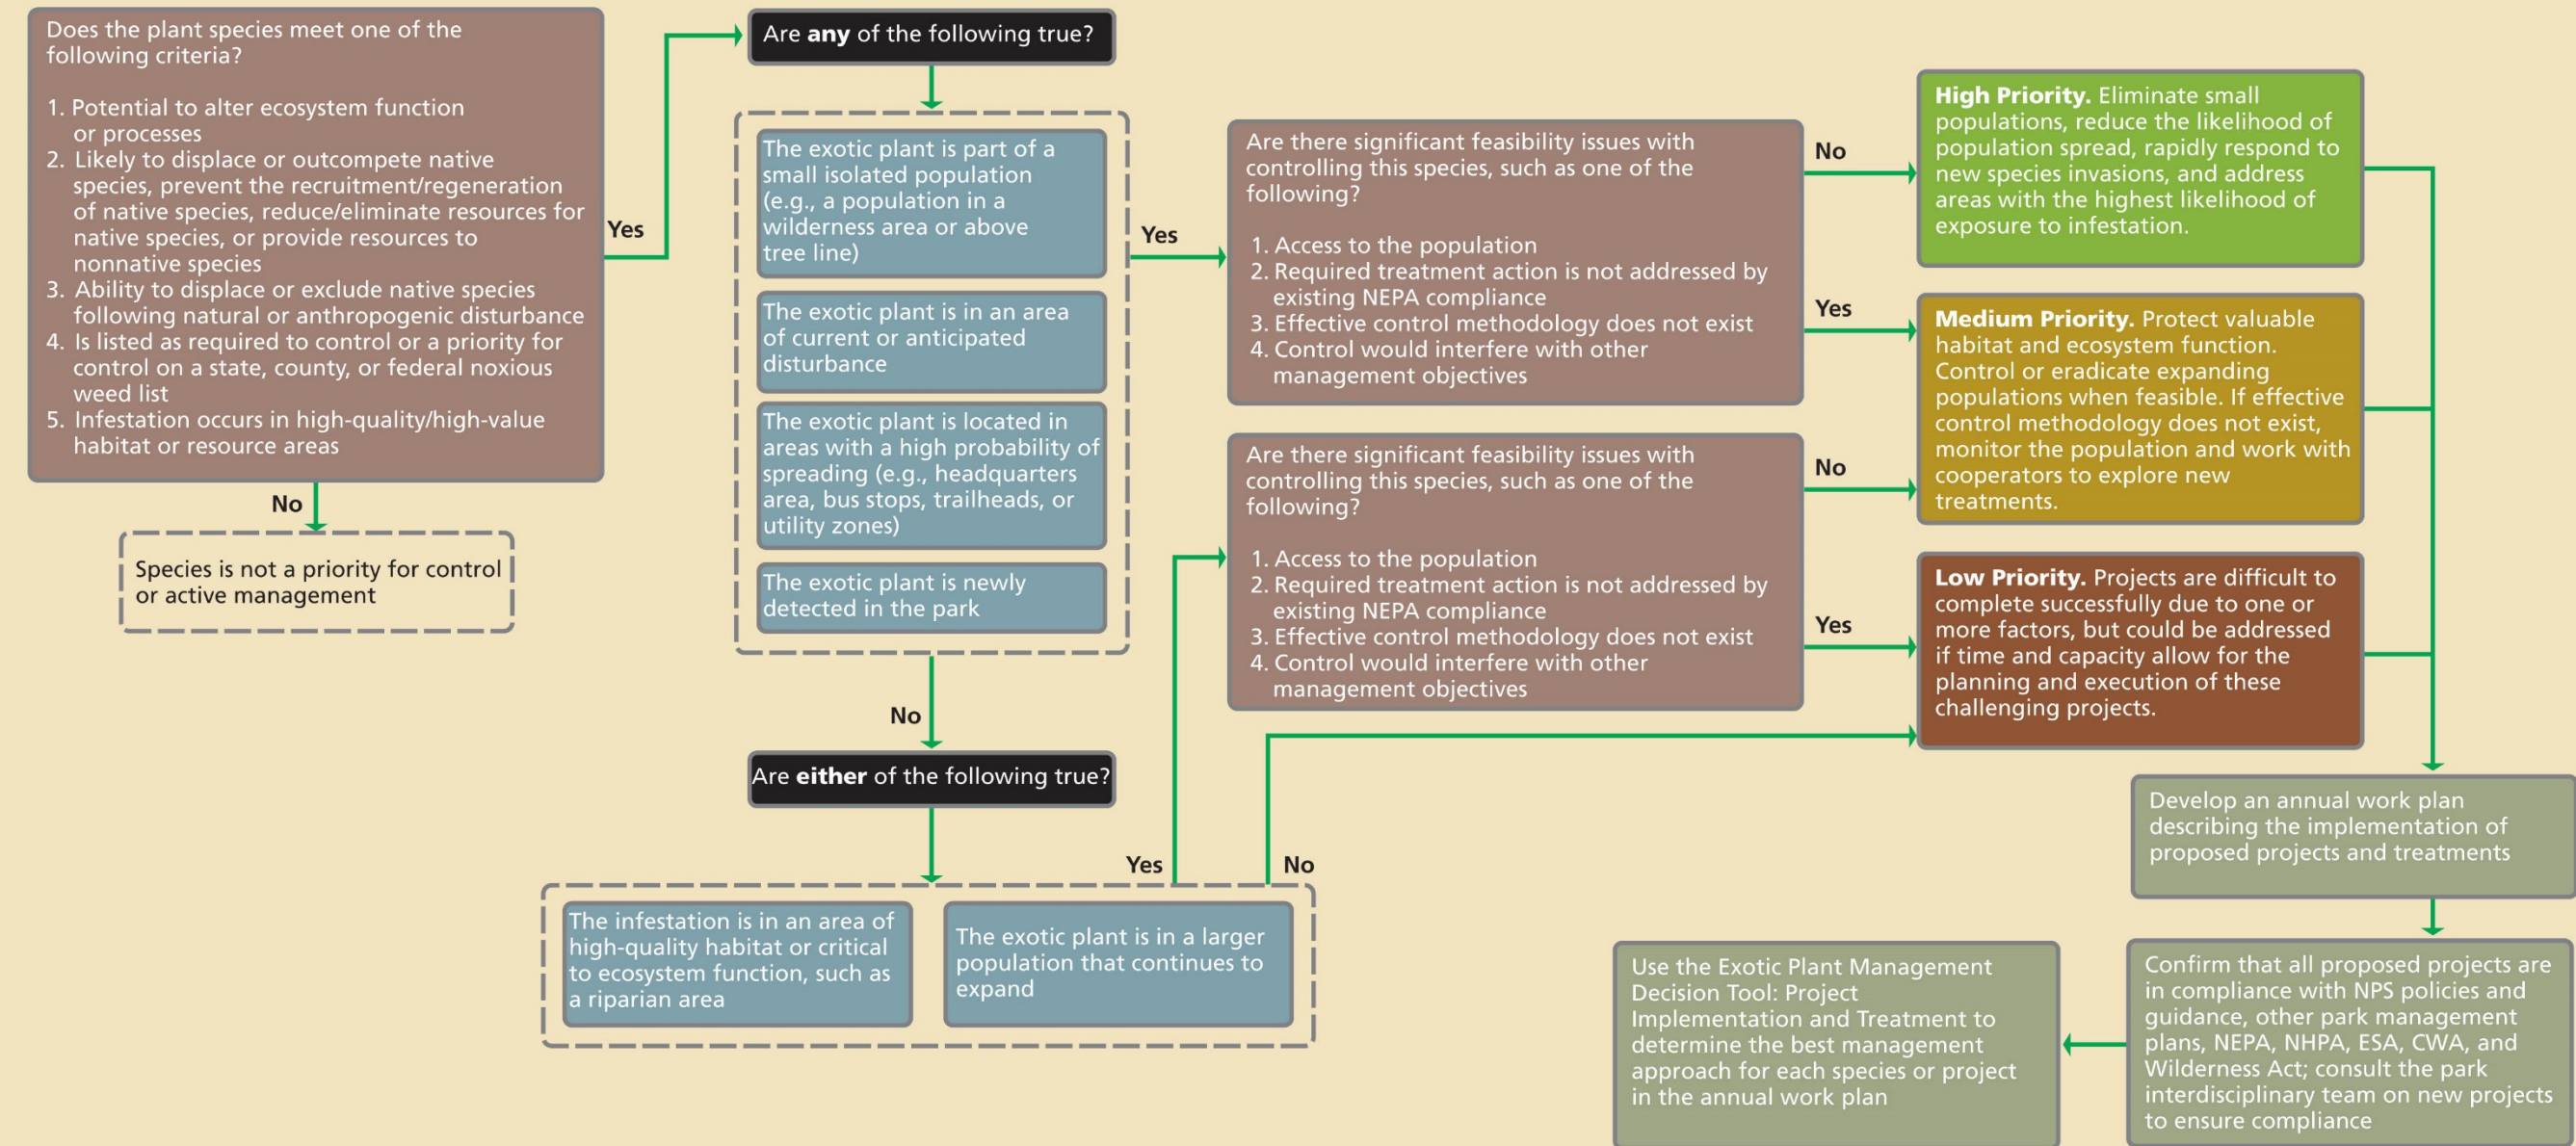 Does the plant species meet one of the
following criteria?
1. Potential to alter ecosystem function
or processes
2. Likely to displace or outcompete native
species, prevent the recruitment/regeneration
of native species, reduce/eliminate resources for
native species, or provide resources to
nonnative species
3. Ability to displace or exclude native species
following natural or anthropogenic disturbance
4. Is listed as required to control or a priority for
control on a state, county, or federal noxious
weed list
5. Infestation occurs in high-quality/high-value
habitat or resource areas
No
Species is not a priority for control
or active management
Yes
Are any of the following true?
The exotic plant is part of a
small isolated population
(e.g., a population in a
wilderness area or above
tree line)
The exotic plant is in an area
of current or anticipated
disturbance
The exotic plant is located in
areas with a high probability of
spreading (e.g., headquarters
area, bus stops, trailheads, or
utility zones)
The exotic plant is newly
detected in the park
No
Are either of the following true?
The infestation is in an area of
high-quality habitat or critical
to ecosystem function, such as
a riparian area
The exotic plant is in a larger
population that continues to
expand
Yes
No
Yes
Are there significant feasibility issues with
controlling this species, such as one of the
following?
1. Access to the population
2. Required treatment action is not addressed by
existing NEPA compliance
3. Effective control methodology does not exist
4. Control would interfere with other
management objectives
No
Yes
Are there significant feasibility issues with
controlling this species, such as one of the
following?
1. Access to the population
2. Required treatment action is not addressed by
existing NEPA compliance
3. Effective control methodology does not exist
4. Control would interfere with other
management objectives
No
Yes
High Priority. Eliminate small
populations, reduce the likelihood of
population spread, rapidly respond to
new species invasions, and address
areas with the highest likelihood of
exposure to infestation.
Medium Priority. Protect valuable
habitat and ecosystem function.
Control or eradicate expanding
populations when feasible. If effective
control methodology does not exist,
monitor the population and work with
cooperators to explore new
treatments.
Low Priority. Projects are difficult to
complete successfully due to one or
more factors, but could be addressed
if time and capacity allow for the
planning and execution of these
challenging projects.
Develop an annual work plan
describing the implementation of
proposed projects and treatments
Confirm that all proposed projects are
in compliance with NPS policies and
guidance, other park management
plans, NEPA, NHPA, ESA, CWA, and
Wilderness Act; consult the park
interdisciplinary team on new projects
to ensure compliance
Use the Exotic Plant Management
Decision Tool: Project
Implementation and Treatment to
determine the best management
approach for each species or project
in the annual work plan